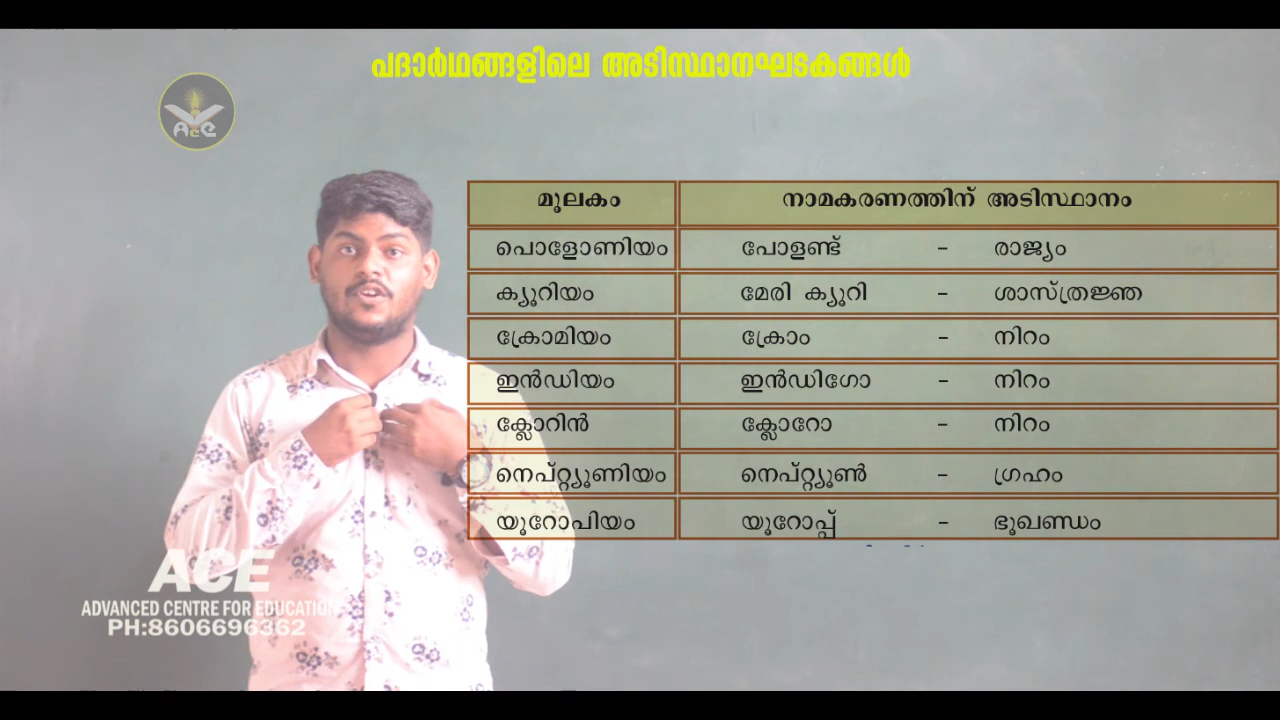 പദാർഥങ്ങളിലെ അടിസ്ഥാനഘടകങ്ങൾ
AcE
മൂലകം നാമകരണത്തിന് അടിസ്ഥാനം
പൊളോണിയം പോളണ്ട് - രാജ്യം
ക്യൂറിയം മേരി ക്യൂറി - ശാസ്ത്രജ്ഞ
ക്രോമിയം ക്രോം - നിറം
ഇൻഡിയം ഇൻഡിഗോ - നിറം
ക്ലോറിൻ ക്ലോറോ - നിറം
നെപ്റ്റ്യൂണിയം നെപ്റ്റ്യൂൺ - ഗ്രഹം
യൂറോപിയം യൂറോപ്പ് - ഭൂഖണ്ഡം
ACE
ADVANCED CENTRE FOR EDUCATION
PH:8606696362